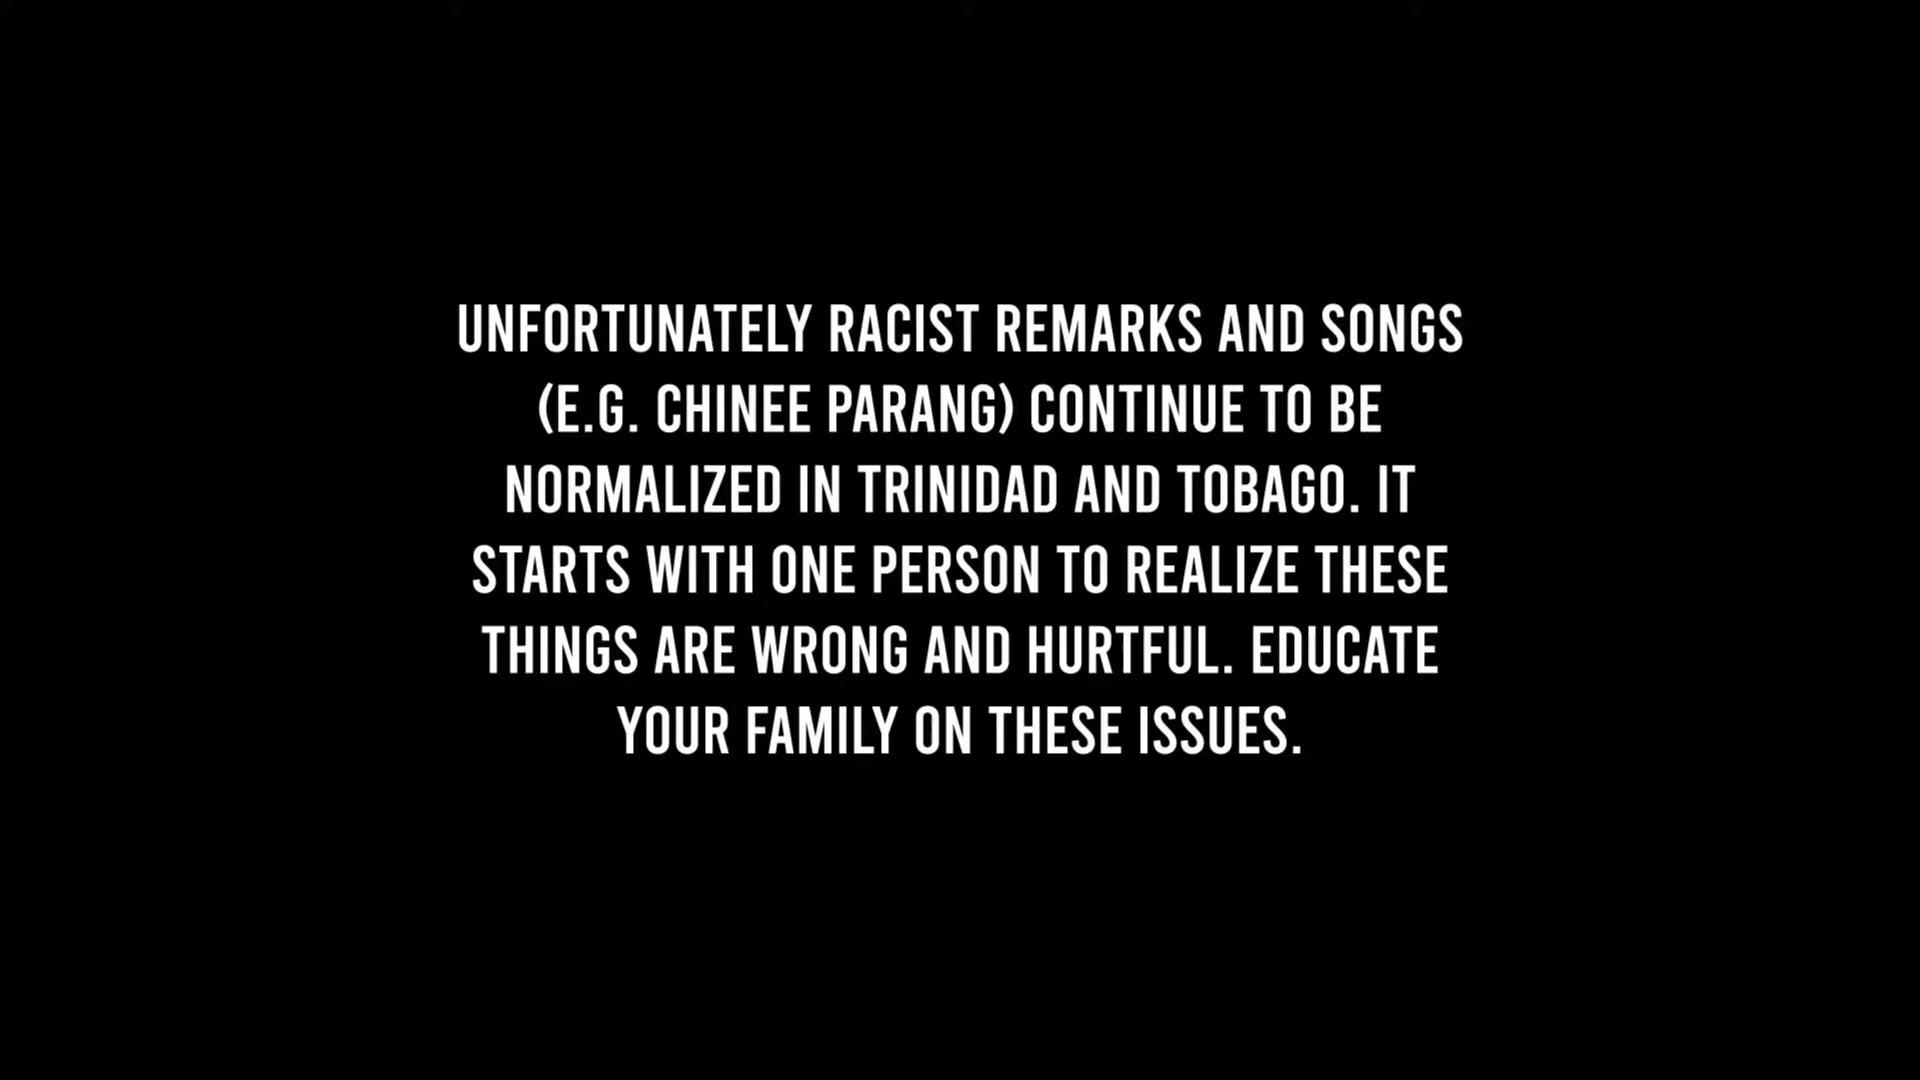 UNFORTUNATELY RACIST REMARKS AND SONGS
(E.G. CHINEE PARANG) CONTINUE TO BE
NORMALIZED IN TRINIDAD AND TOBAGO. IT
STARTS WITH ONE PERSON TO REALIZE THESE
THINGS ARE WRONG AND HURTFUL. EDUCATE
YOUR FAMILY ON THESE ISSUES.